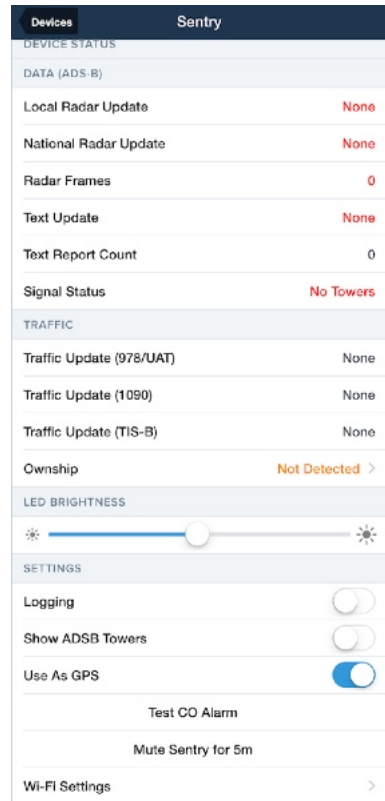 Devices Sentry
DEVICE STATUS
DATA (ADS-B)
Local Radar Update None
National Radar Update None
Radar Frames 0
Text Update None
Text Report Count 0
Signal Status No Towers
TRAFFIC
Traffic Update (978/UAT) None
Traffic Update (1090) None
Traffic Update (TIS-B) None
Ownship Not Detected
LED BRIGHTNESS
SETTINGS
Logging
Show ADSB Towers
Use As GPS
Test CO Alarm
Mute Sentry for 5m
Wi-Fi Settings